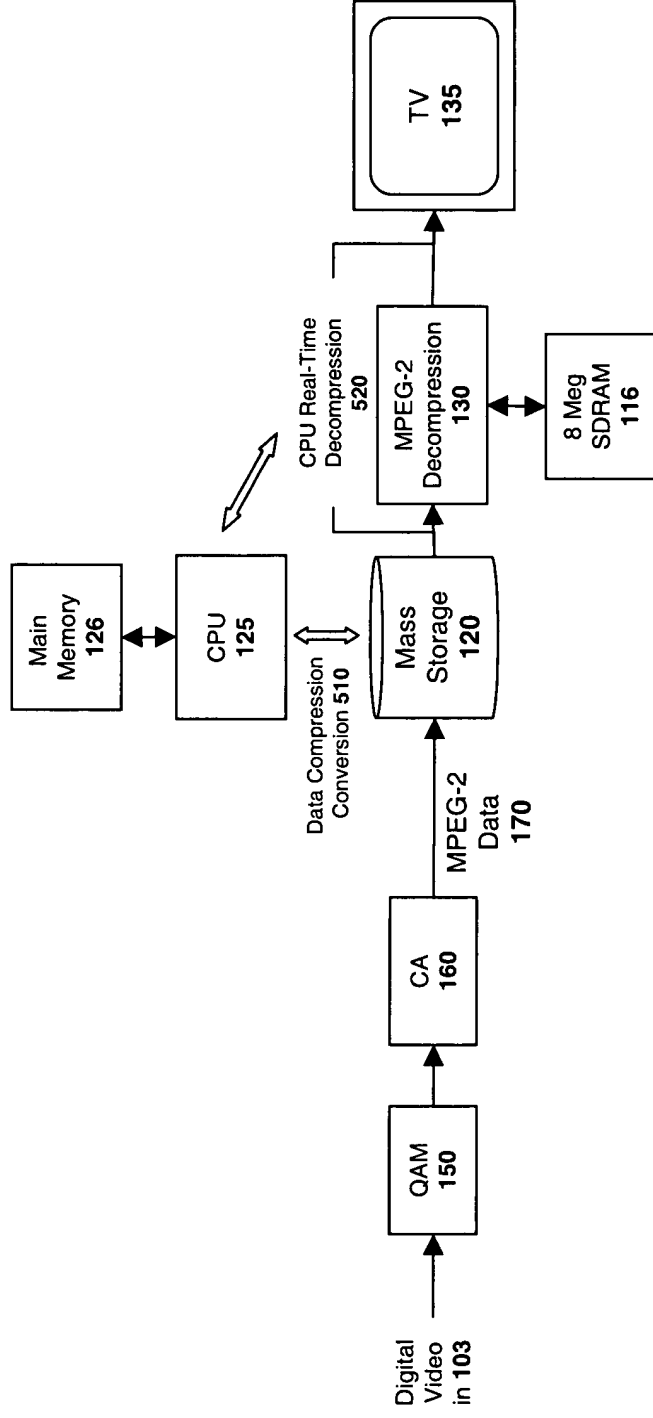 Digital
Video
in 103
QAM
150
CA
160
MPEG-2
Data
170
Mass
Storage
120
Data Compression
Conversion 510
CPU
125
Main
Memory
126
CPU Real-Time
Decompression
520
MPEG-2
Decompression
130
8 Meg
SDRAM
116
TV
135